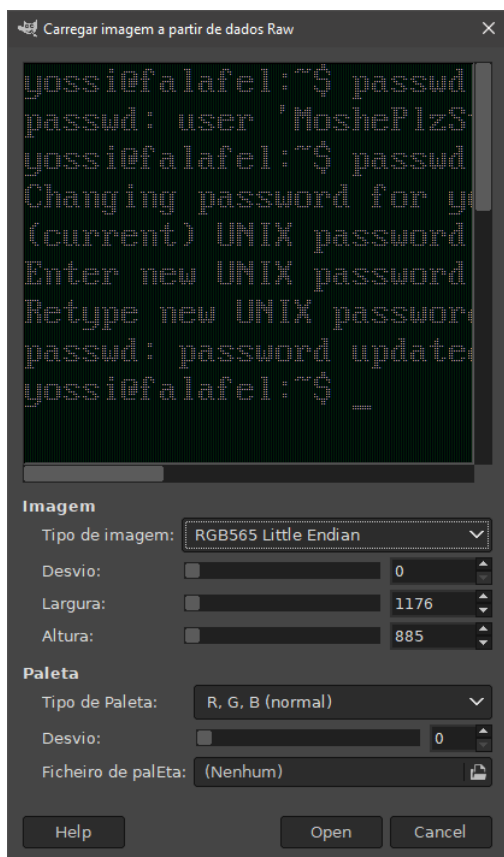 Carregar imagem a partir de dados Raw
yossi@falafel:~$ passwd
passwd: user 'MoshePlzS
yossi@falafel:~$ passwd
Changing password for y
(current) UNIX password
Enter new UNIX password
Retype new UNIX passwor
passwd: password update
yossi@falafel:~$ _
Imagem
Tipo de imagem: RGB565 Little Endian
Desvio: 0
Largura: 1176
Altura: 885
Paleta
Tipo de Paleta: R, G, B (normal)
Desvio: 0
Ficheiro de palEta: (Nenhum)
Help Open Cancel